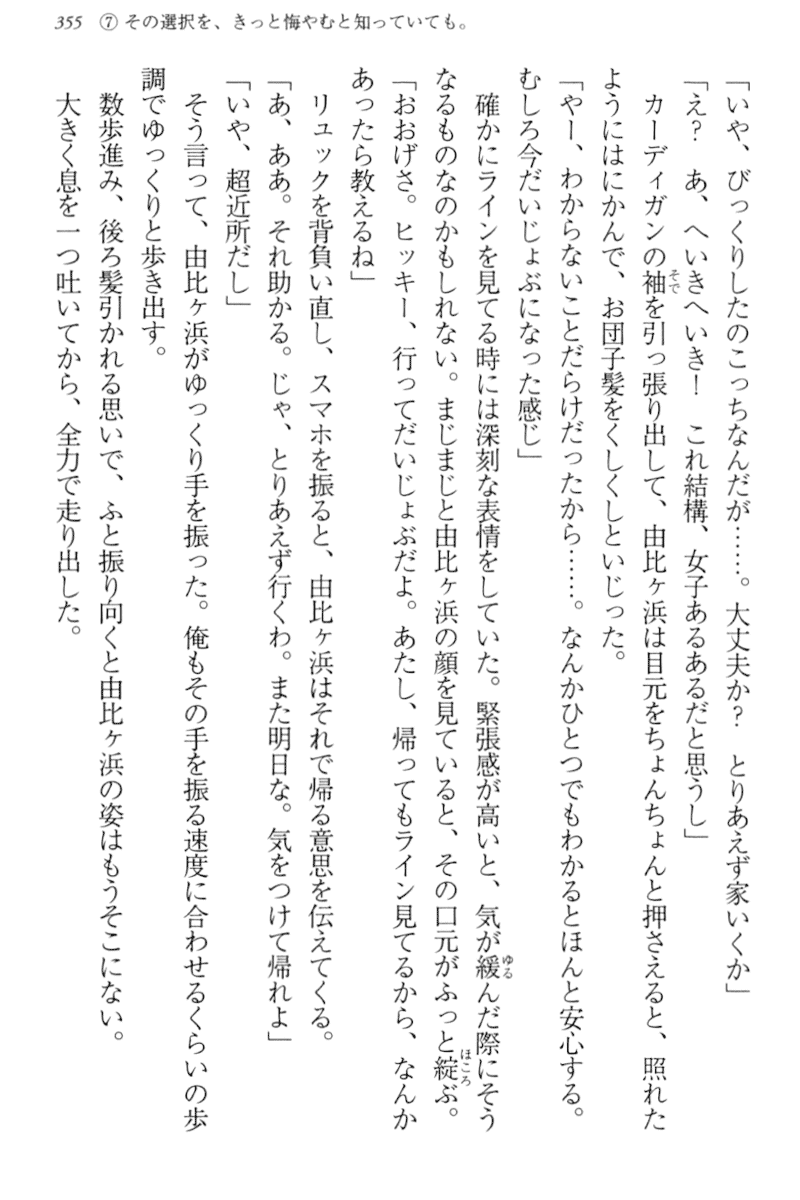 355 ⑦ その選択を、きっと悔やむと知っていても。
「いや、びっくりしたのこっちなんだが……。大丈夫か？　とりあえず家いくか」
「え？　あ、へいきへいき！　これ結構、女子あるあるだと思うし」
　カーディガンの袖を引っ張り出して、由比ヶ浜は目元をちょんちょんと押さえると、照れた
ようにはにかんで、お団子髪をくしくしといじった。
「やー、わからないことだらけだったから……。なんかひとつでもわかるとほんと安心する。
むしろ今だいじょぶになった感じ」
　確かにラインを見てる時には深刻な表情をしていた。緊張感が高いと、気が緩んだ際にそう
なるものなのかもしれない。まじまじと由比ヶ浜の顔を見ていると、その口元がふっと綻ぶ。
「おおげさ。ヒッキー、行ってだいじょぶだよ。あたし、帰ってもライン見てるから、なんか
あったら教えるね」
　リュックを背負い直し、スマホを振ると、由比ヶ浜はそれで帰る意思を伝えてくる。
「あ、ああ。それ助かる。じゃ、とりあえず行くわ。また明日な。気をつけて帰れよ」
「いや、超近所だし」
　そう言って、由比ヶ浜がゆっくり手を振った。俺もその手を振る速度に合わせるくらいの歩
調でゆっくりと歩き出す。
　数歩進み、後ろ髪引かれる思いで、ふと振り向くと由比ヶ浜の姿はもうそこにない。
　大きく息を一つ吐いてから、全力で走り出した。
そで
ゆる
ほころ